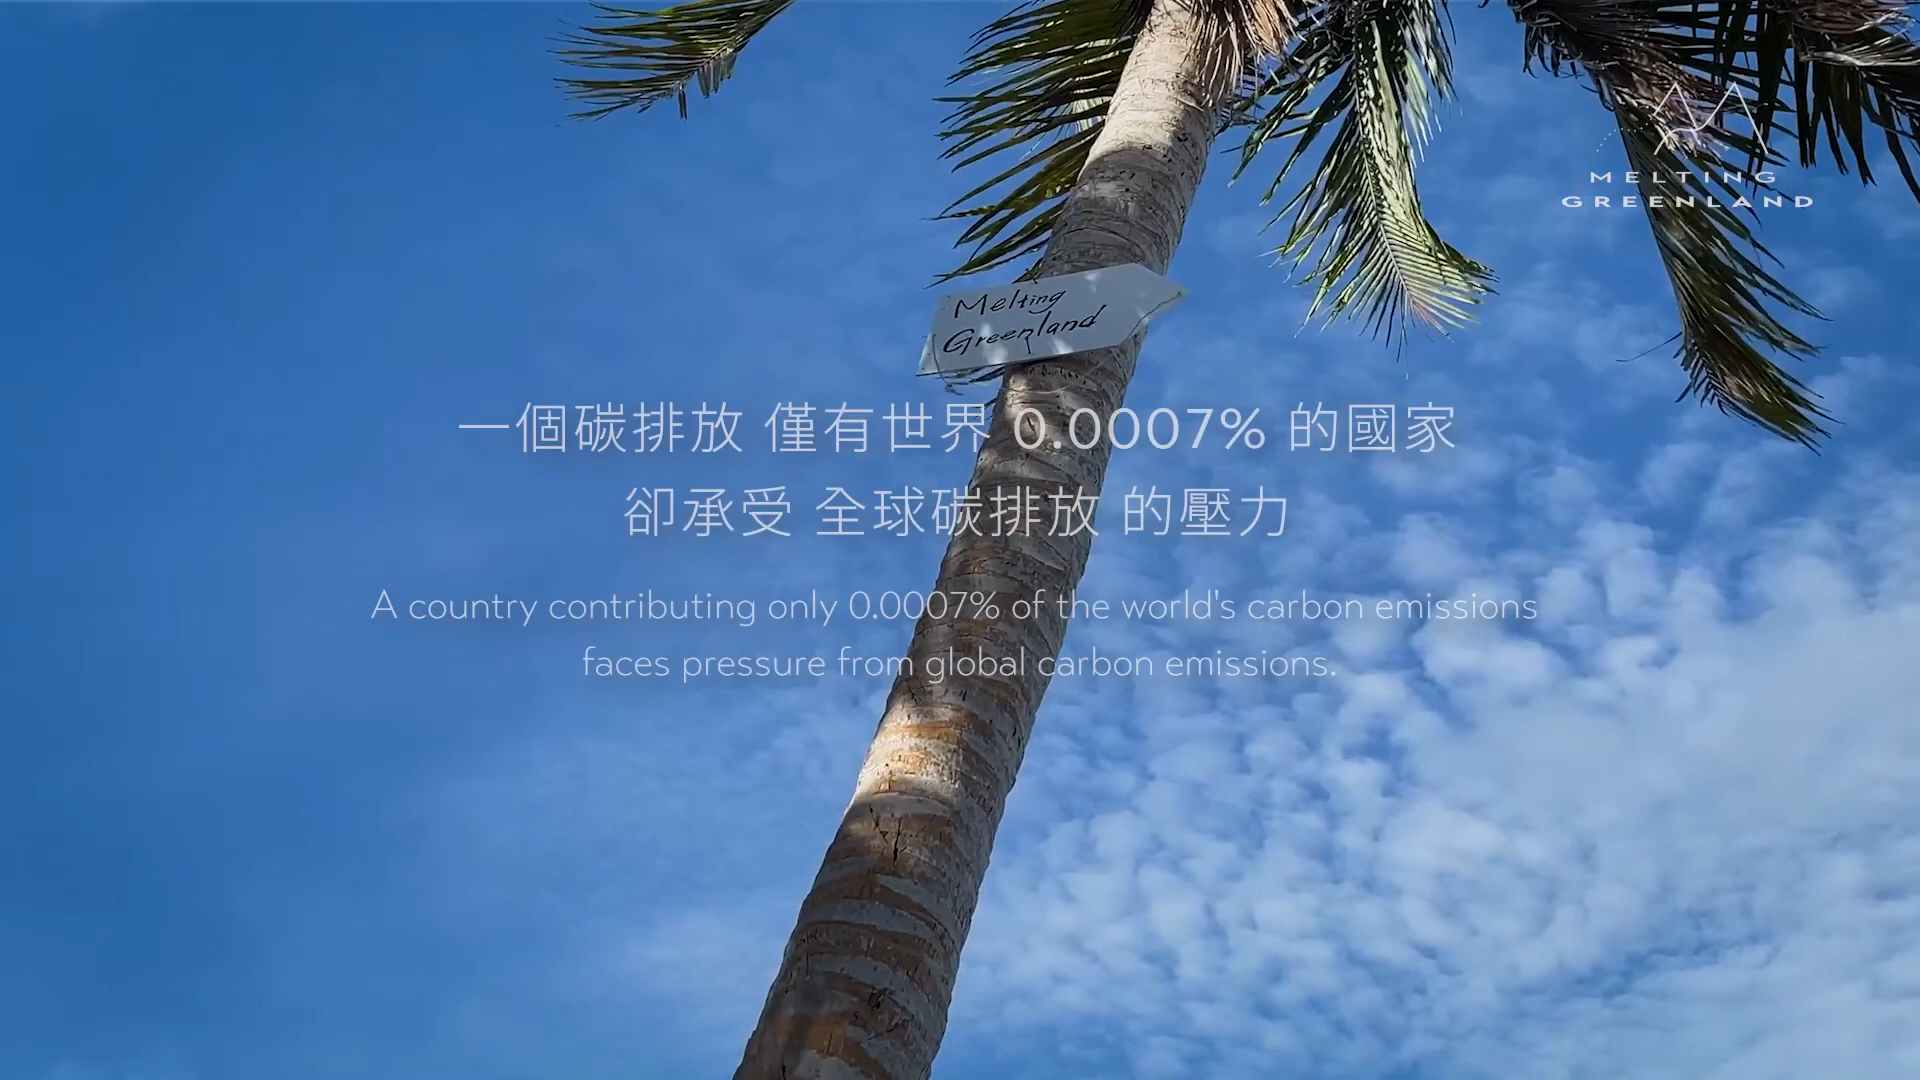 MELTING
GREENLAND
Melting
Greenland
一個碳排放 僅有世界 0.0007% 的國家
卻承受 全球碳排放 的壓力
A country contributing only 0.0007% of the world's carbon emissions
faces pressure from global carbon emissions.